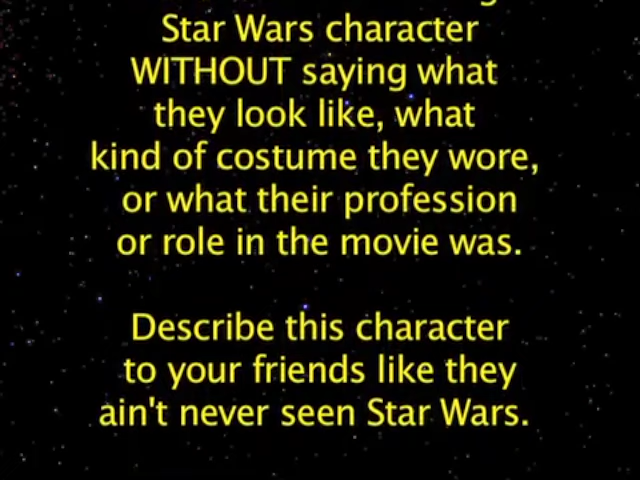 Star Wars character
WITHOUT saying what
they look like, what
kind of costume they wore,
or what their profession
or role in the movie was.
Describe this character
to your friends like they
ain't never seen Star Wars.